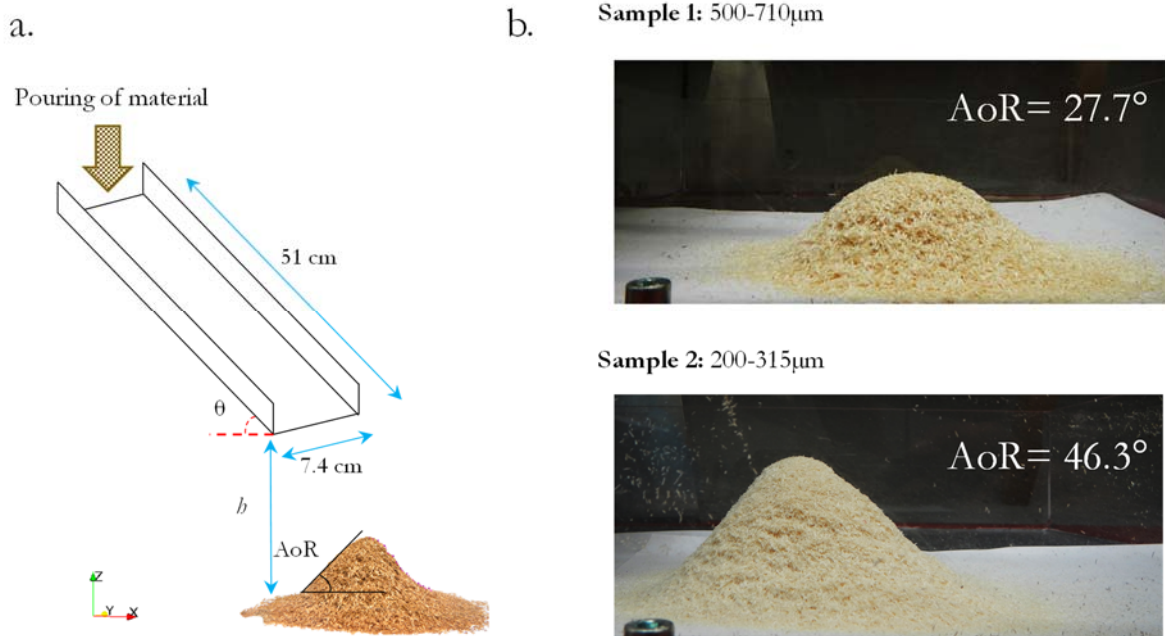 a.
Pouring of material
51 cm
θ
7.4 cm
h
AoR
Z
Y
X
b.
Sample 1: 500-710μm
AoR= 27.7°
Sample 2: 200-315μm
AoR= 46.3°